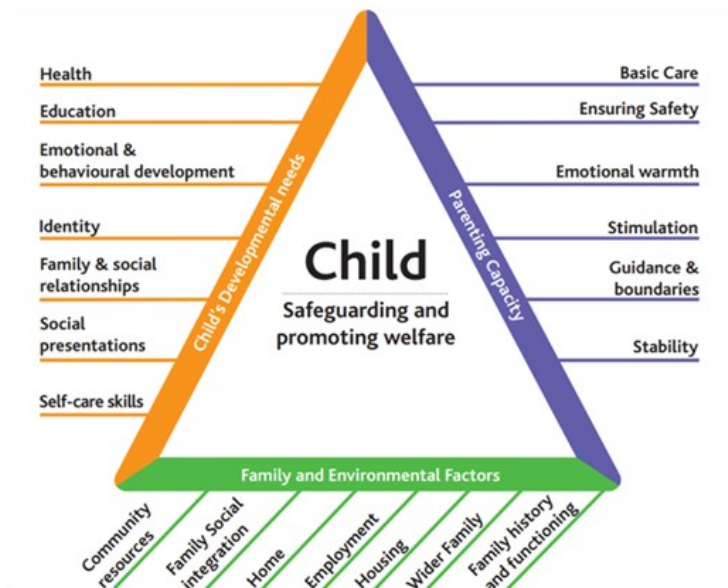 Health
Education
Emotional &
behavioural development
Identity
Family & social
relationships
Social
presentations
Self-care skills
Child's Developmental needs
Child
Safeguarding and
promoting welfare
Parenting Capacity
Basic Care
Ensuring Safety
Emotional warmth
Stimulation
Guidance &
boundaries
Stability
Family and Environmental Factors
Community
resources
Family Social
integration
Home
Employment
Housing
Wider Family
Family history
and functioning